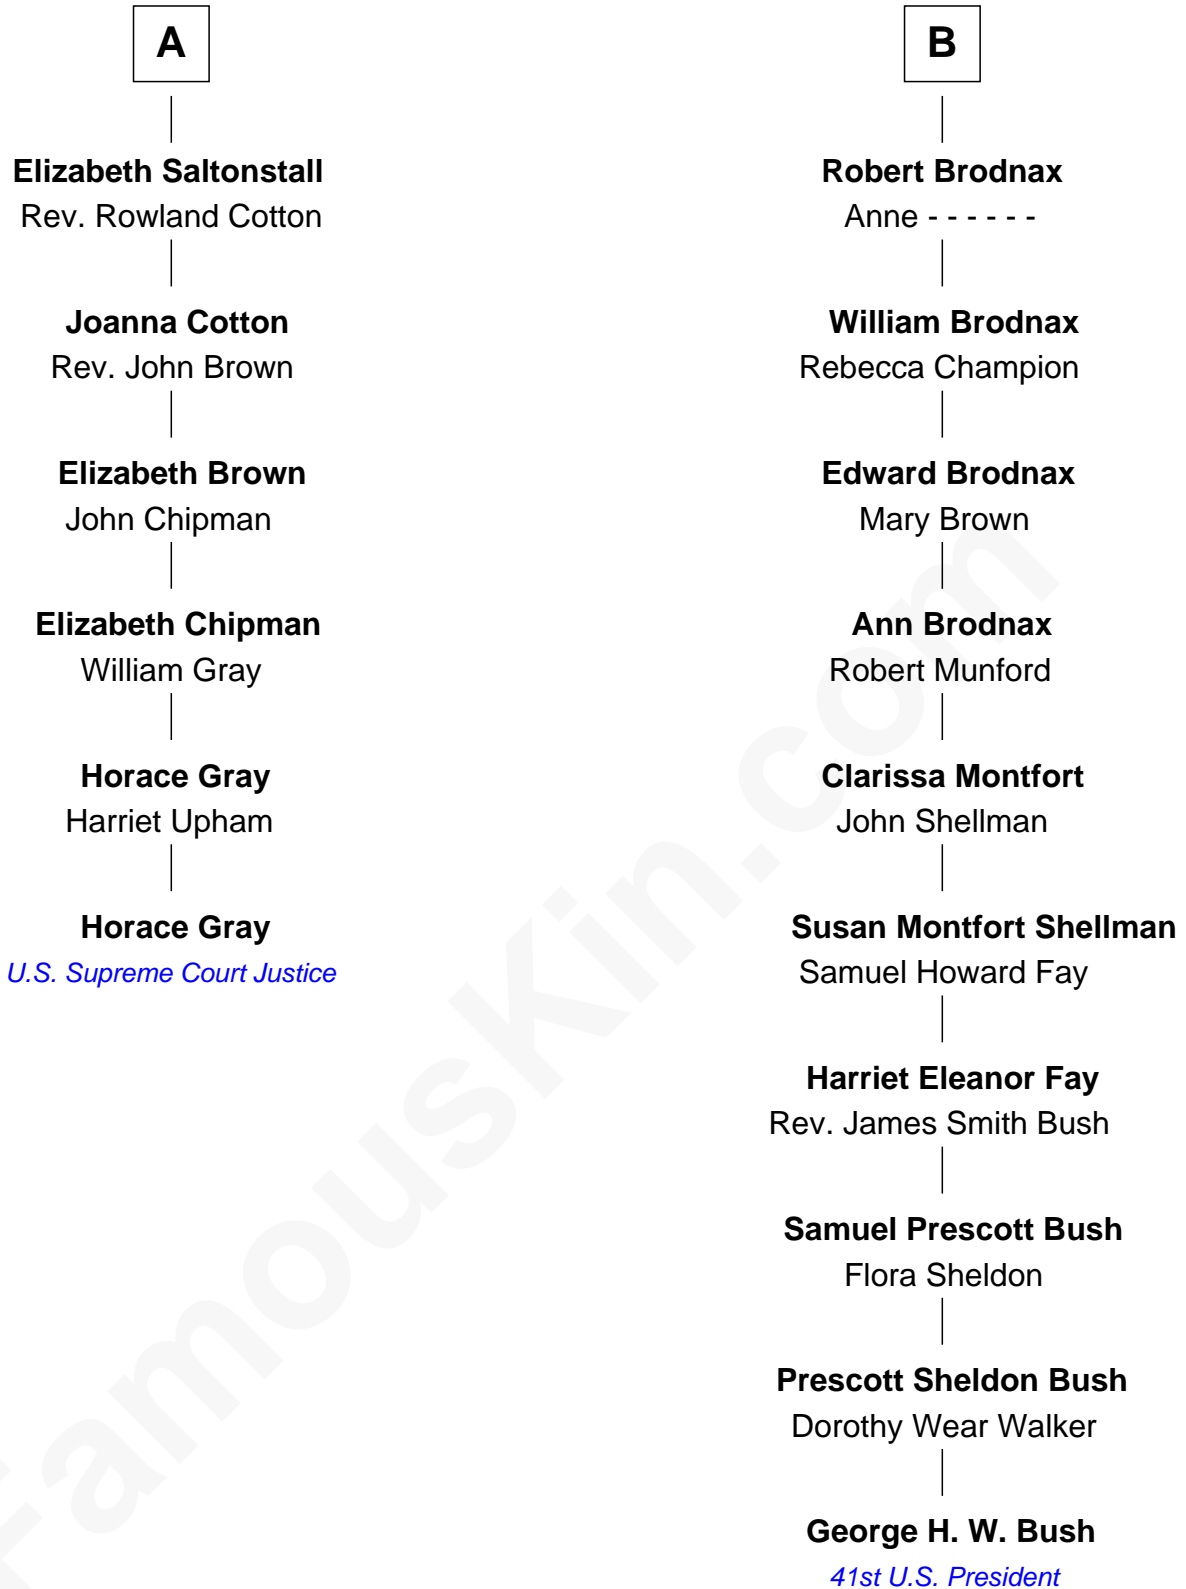 A
Elizabeth Saltonstall
Rev. Rowland Cotton
Joanna Cotton
Rev. John Brown
Elizabeth Brown
John Chipman
Elizabeth Chipman
William Gray
Horace Gray
Harriet Upham
Horace Gray
U.S. Supreme Court Justice
B
Robert Brodnax
Anne - - - - - -
William Brodnax
Rebecca Champion
Edward Brodnax
Mary Brown
Ann Brodnax
Robert Munford
Clarissa Montfort
John Shellman
Susan Montfort Shellman
Samuel Howard Fay
Harriet Eleanor Fay
Rev. James Smith Bush
Samuel Prescott Bush
Flora Sheldon
Prescott Sheldon Bush
Dorothy Wear Walker
George H. W. Bush
41st U.S. President
FamousKin.com